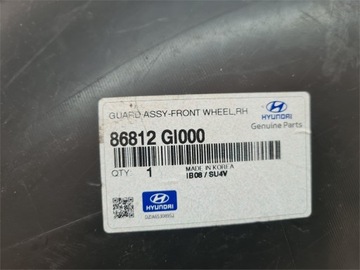 GUARD ASSY-FRONT WHEEL,RH
HYUNDAI
Genuine Parts
86812 GI000
QTY. 1
MADE IN KOREA
IB08 / SU4V
HYUNDAI